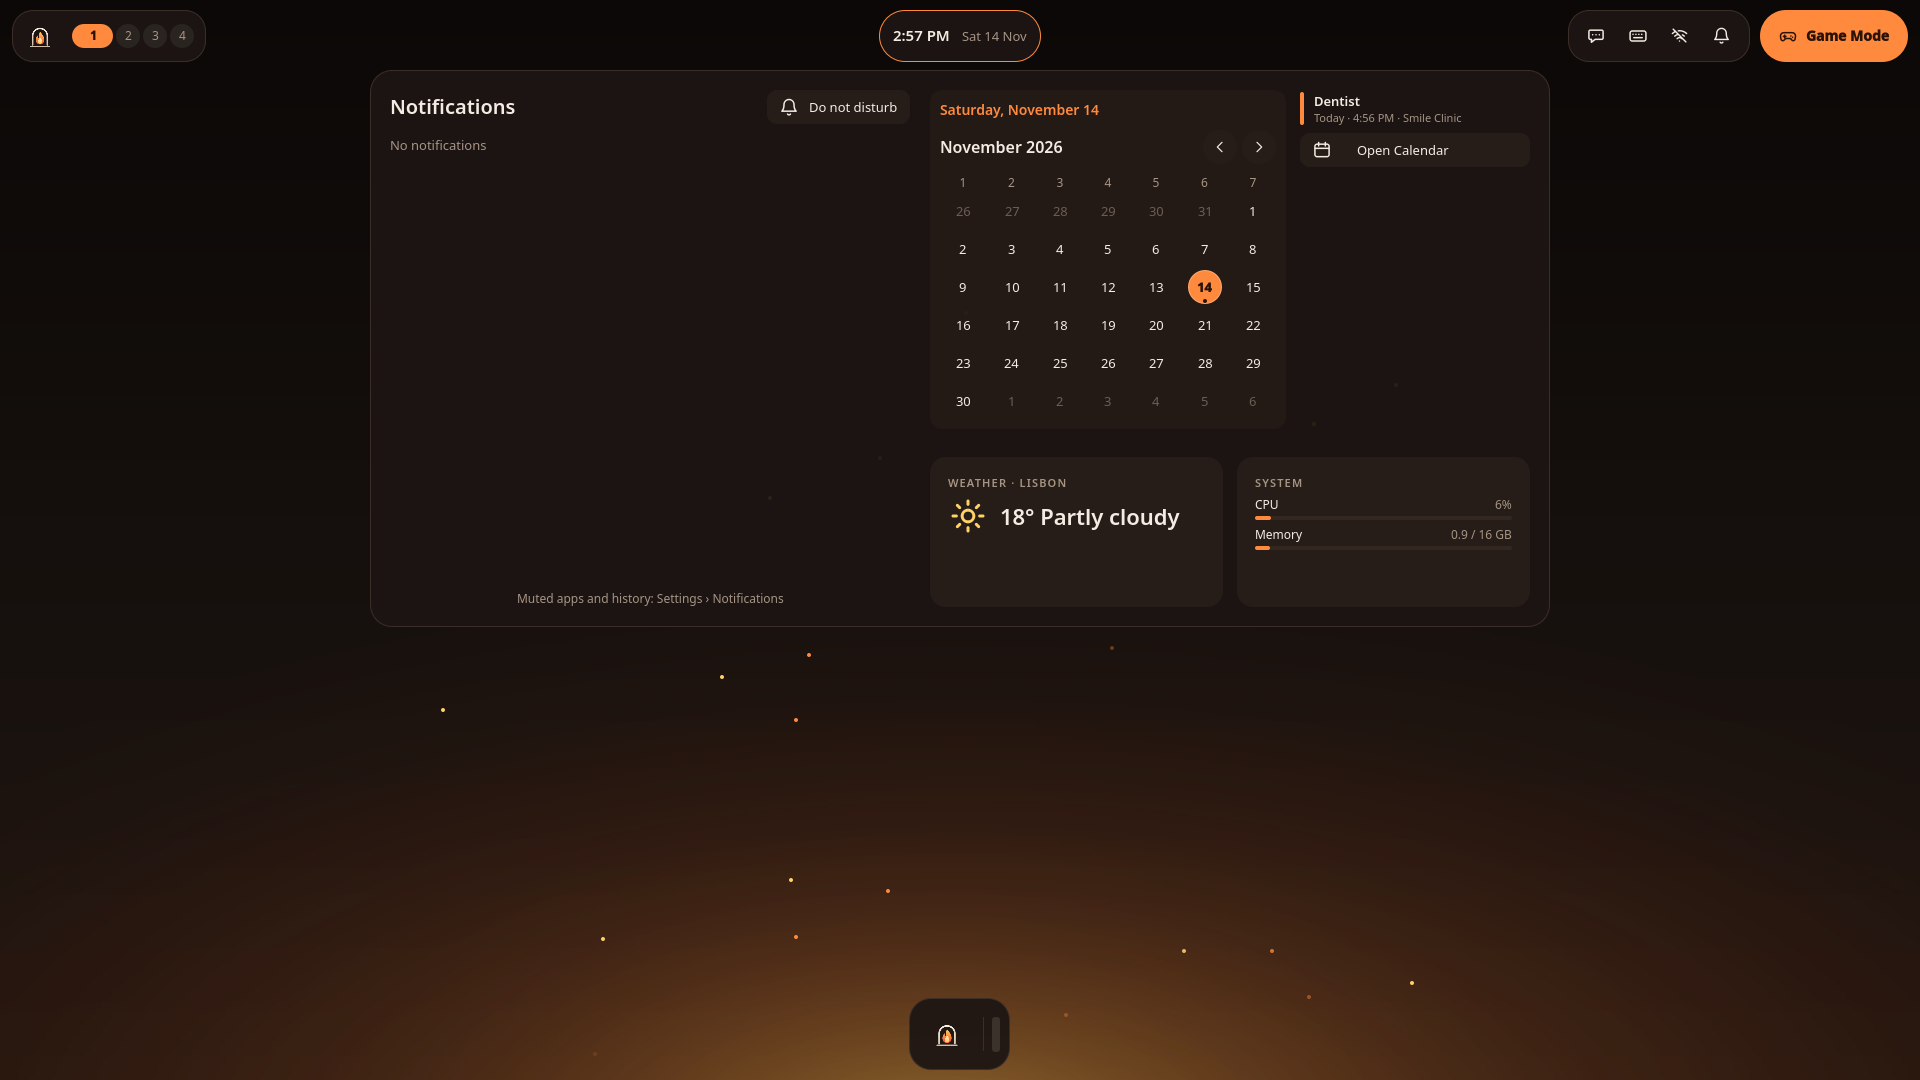 1 2 3 4
2:57 PM Sat 14 Nov
Game Mode
Notifications
Do not disturb
No notifications
Muted apps and history: Settings › Notifications
Saturday, November 14
November 2026
1 2 3 4 5 6 7
26 27 28 29 30 31 1
2 3 4 5 6 7 8
9 10 11 12 13 14 15
16 17 18 19 20 21 22
23 24 25 26 27 28 29
30 1 2 3 4 5 6
Dentist
Today · 4:56 PM · Smile Clinic
Open Calendar
WEATHER · LISBON
18° Partly cloudy
SYSTEM
CPU 6%
Memory 0.9 / 16 GB